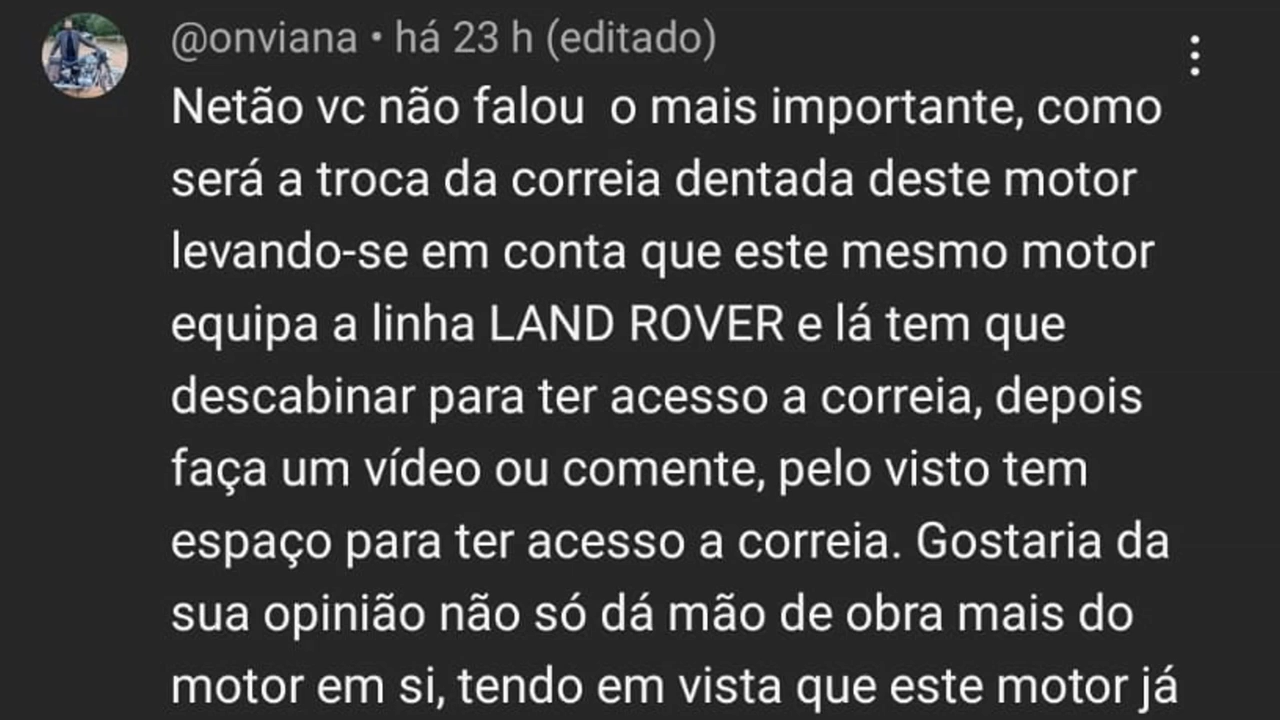 @onviana • há 23 h (editado)
Netão vc não falou  o mais importante, como
será a troca da correia dentada deste motor
levando-se em conta que este mesmo motor
equipa a linha LAND ROVER e lá tem que
descabinar para ter acesso a correia, depois
faça um vídeo ou comente, pelo visto tem
espaço para ter acesso a correia. Gostaria da
sua opinião não só dá mão de obra mais do
motor em si, tendo em vista que este motor já